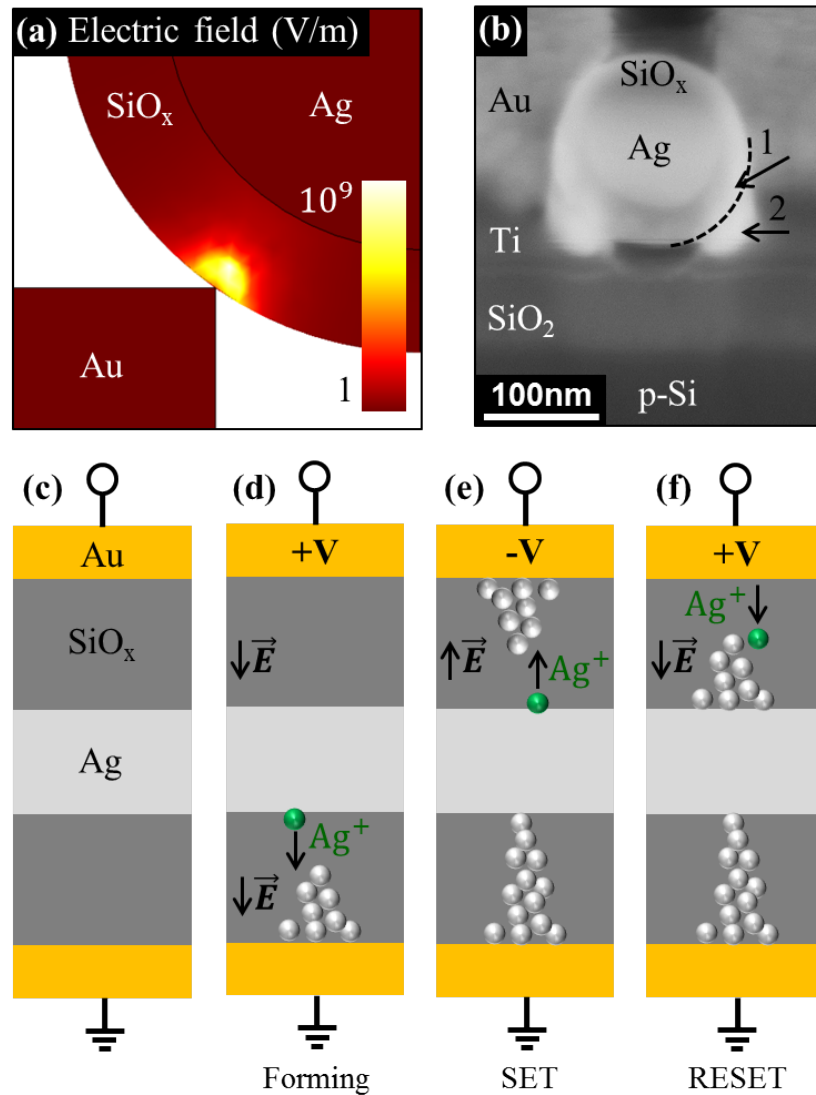 (a) Electric field (V/m)
SiOₓ
Ag
10⁹
1
Au
(b)
SiOₓ
Au
Ag
1
2
Ti
SiO₂
100nm
p-Si
(c)
Au
SiOₓ
Ag
(d)
+V
E⃗
Ag⁺
E⃗
Forming
(e)
-V
E⃗
Ag⁺
SET
(f)
+V
Ag⁺
E⃗
RESET